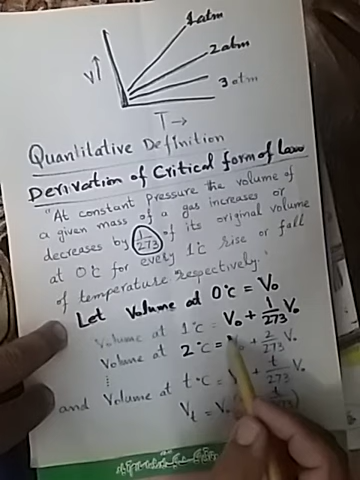 1 atm
2 atm
3 atm
V
T→
Quantilative Definition
Derivation of Critical form of Law
"At constant pressure the volume of
a given mass of a gas increases or
decreases by 1/273 of its original volume
at 0°C for every 1°C rise or fall
of temperature respectively."
Let Volume at 0°C = V₀
Volume at 1°C = V₀ + 1/273 V₀
Volume at 2°C = + 2/273 V₀
⋮
and Volume at t°C = + t/273 V₀
Vt = V₀